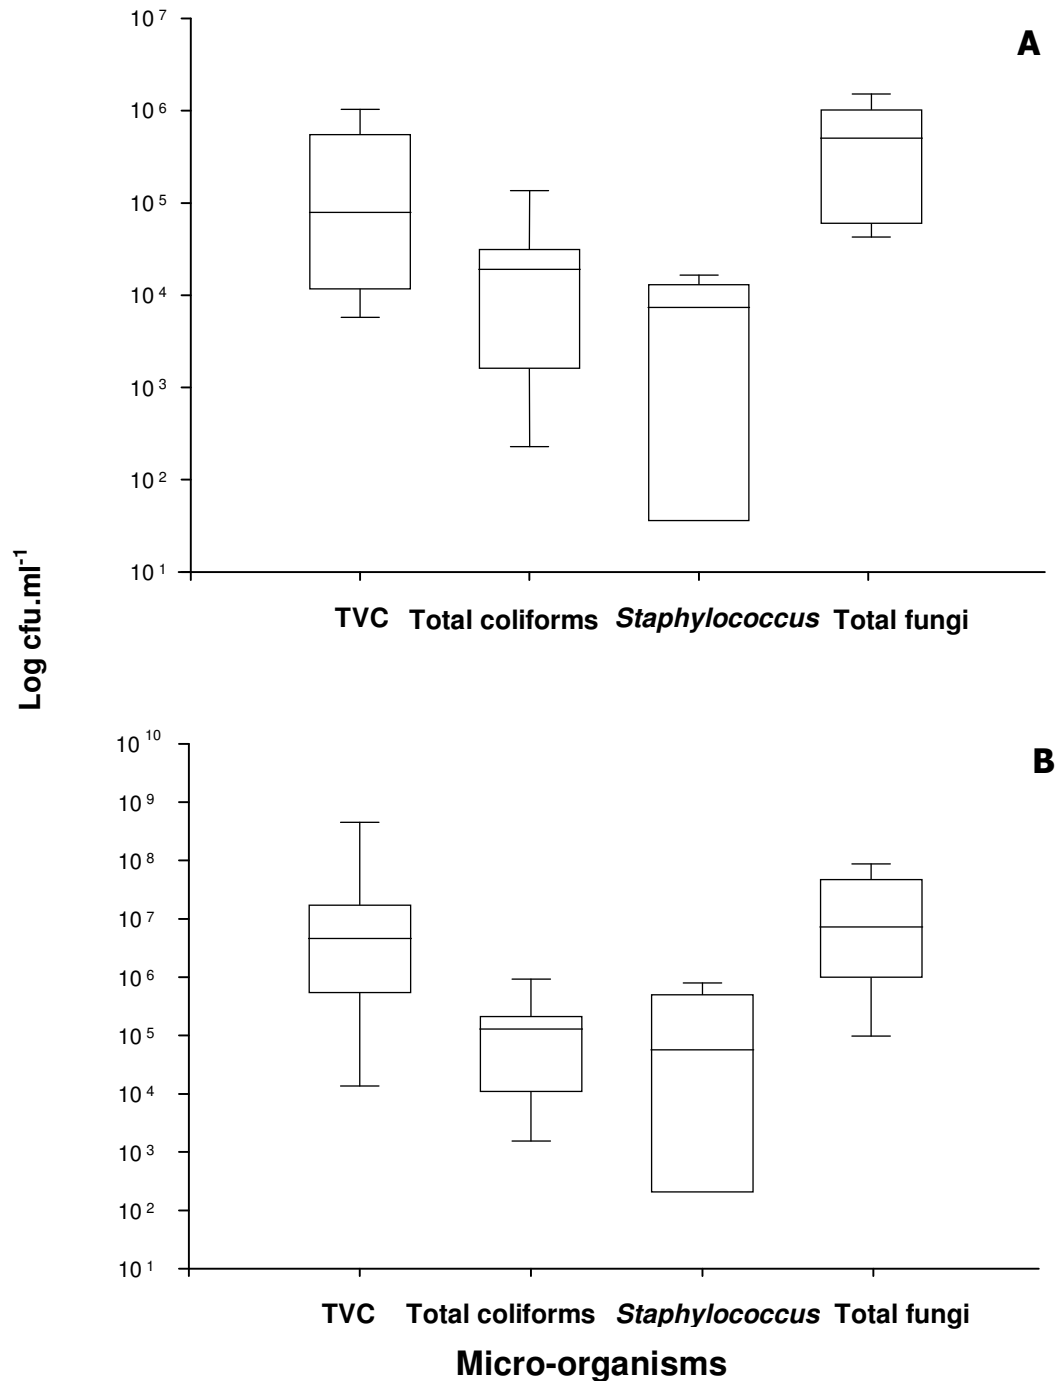 A
10^7
10^6
10^5
10^4
10^3
10^2
10^1
TVC Total coliforms Staphylococcus Total fungi
Log cfu.ml^-1
B
10^10
10^9
10^8
10^7
10^6
10^5
10^4
10^3
10^2
10^1
TVC Total coliforms Staphylococcus Total fungi
Micro-organisms